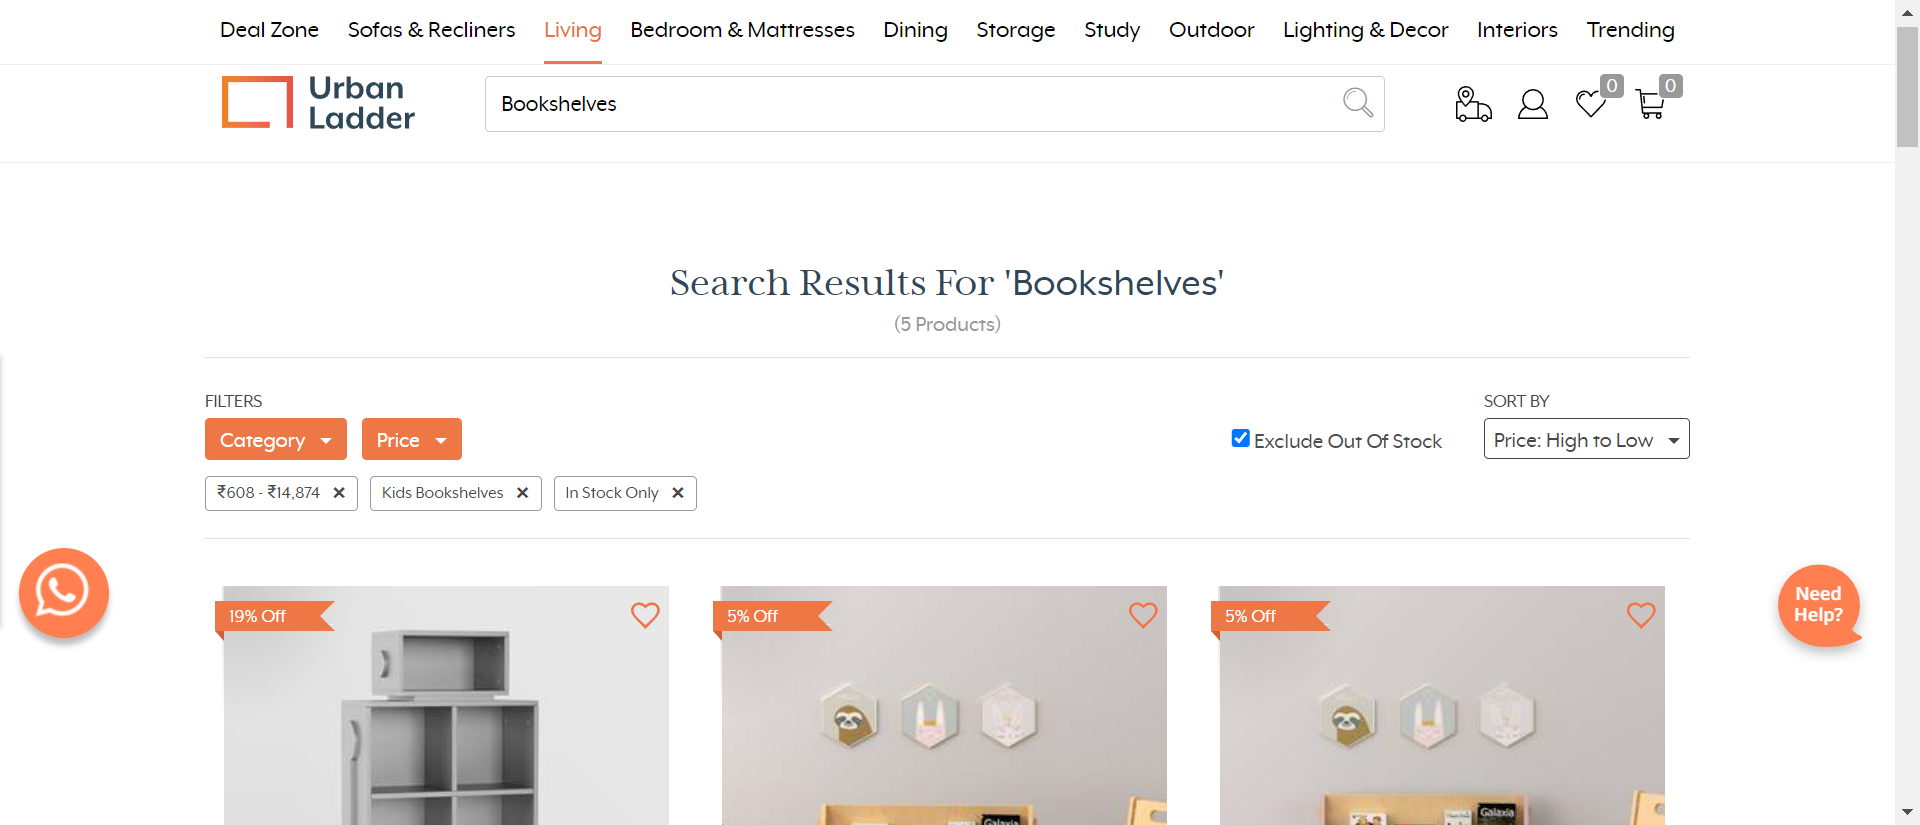 Deal Zone Sofas & Recliners Living Bedroom & Mattresses Dining Storage Study Outdoor Lighting & Decor Interiors Trending
Urban
Ladder
Bookshelves
0
0
Search Results For 'Bookshelves'
(5 Products)
FILTERS
SORT BY
Category
Price
Exclude Out Of Stock
Price: High to Low
₹608 - ₹14,874
Kids Bookshelves
In Stock Only
Need
Help?
19% Off
5% Off
5% Off
Galaxia
Galaxia